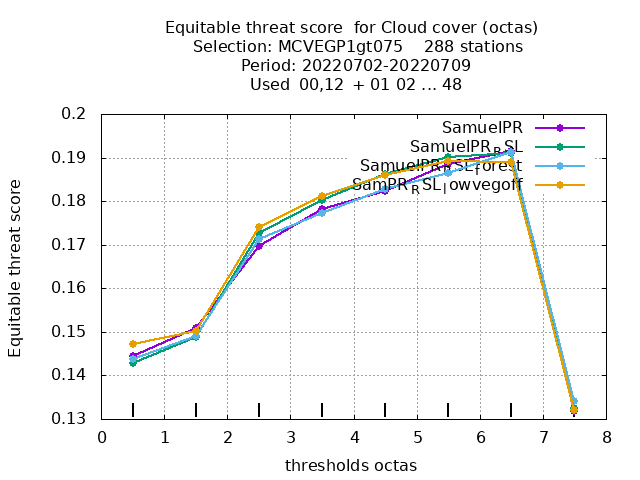 Equitable threat score  for Cloud cover (octas)
Selection: MCVEGP1gt075    288 stations
Period: 20220702-20220709
Used  00,12  + 01 02 ... 48
SamuelPR
SamuelPR_RSL
SamuelPR_RSL_forest
SamPR_RSL_lowvegoff
Equitable threat score
0.2
0.19
0.18
0.17
0.16
0.15
0.14
0.13
0 1 2 3 4 5 6 7 8
thresholds octas